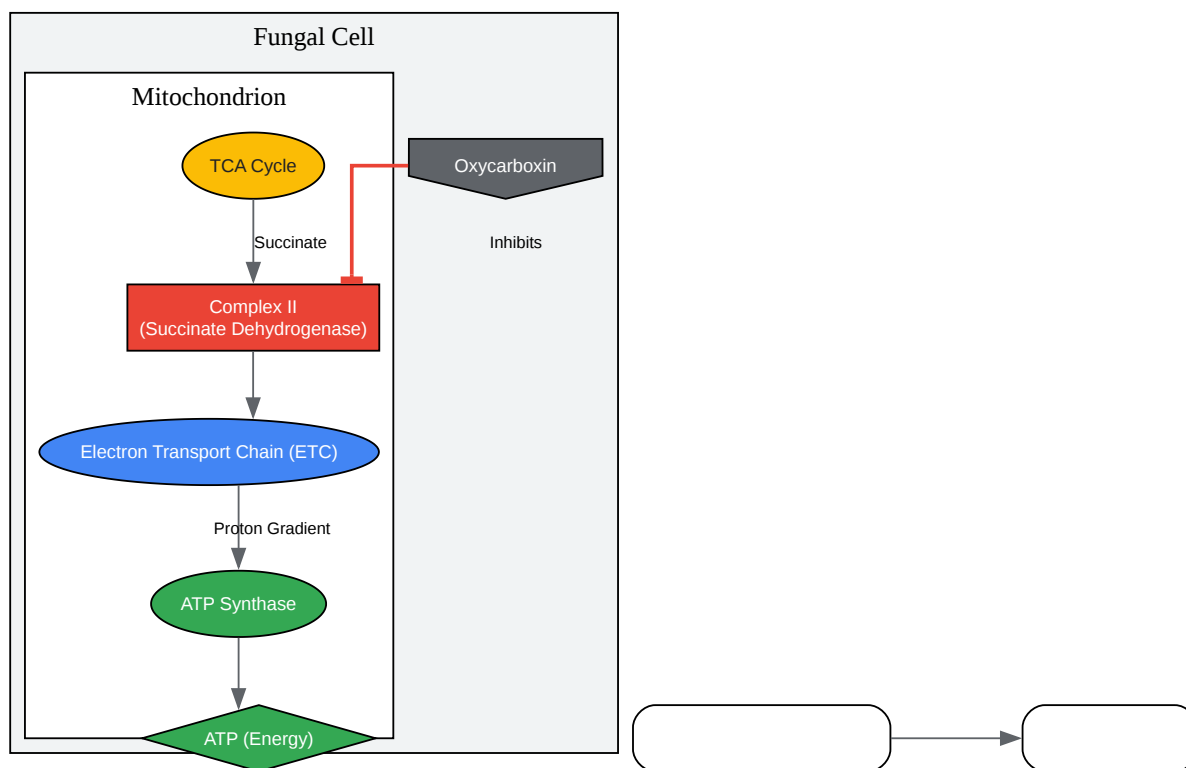 Fungal Cell
Mitochondrion
TCA Cycle
Oxycarboxin
Succinate
Inhibits
Complex II
(Succinate Dehydrogenase)
Electron Transport Chain (ETC)
Proton Gradient
ATP Synthase
ATP (Energy)